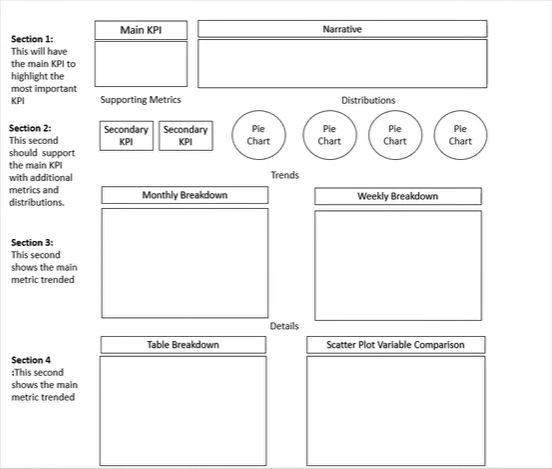 Main KPI
Narrative
Section 1:
This will have
the main KPI to
highlight the
most important
KPI
Supporting Metrics
Distributions
Section 2:
This second
should  support
the main KPI
with additional
metrics and
distributions.
Secondary
KPI
Secondary
KPI
Pie
Chart
Pie
Chart
Pie
Chart
Pie
Chart
Trends
Monthly Breakdown
Weekly Breakdown
Section 3:
This second
shows the main
metric trended
Details
Table Breakdown
Scatter Plot Variable Comparison
Section 4
:This second
shows the main
metric trended